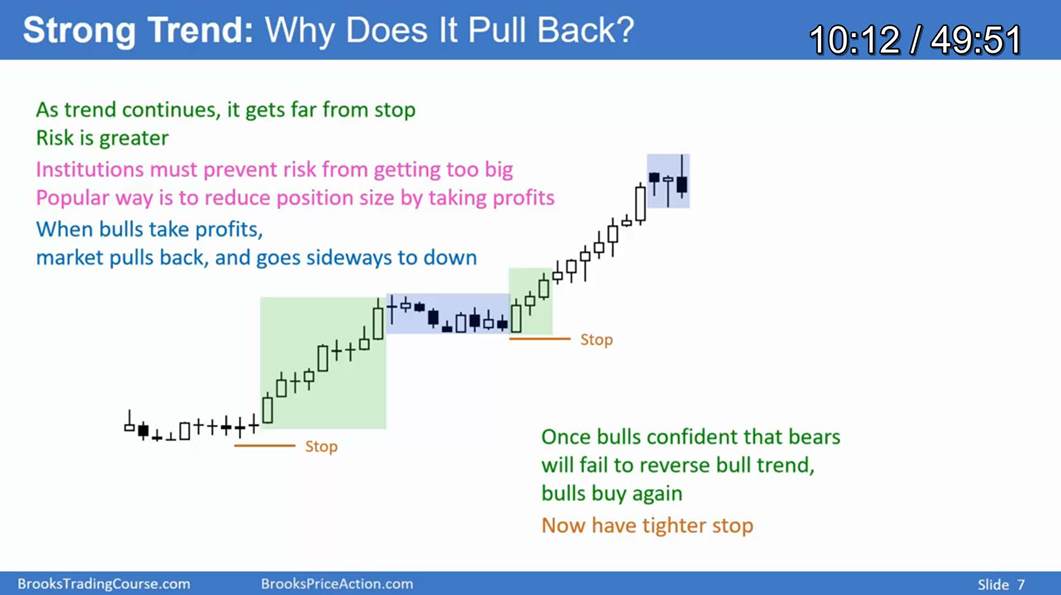 Strong Trend: Why Does It Pull Back?
10:12 / 49:51
As trend continues, it gets far from stop
Risk is greater
Institutions must prevent risk from getting too big
Popular way is to reduce position size by taking profits
When bulls take profits,
market pulls back, and goes sideways to down
Stop
Stop
Once bulls confident that bears
will fail to reverse bull trend,
bulls buy again
Now have tighter stop
BrooksTradingCourse.com
BrooksPriceAction.com
Slide 7